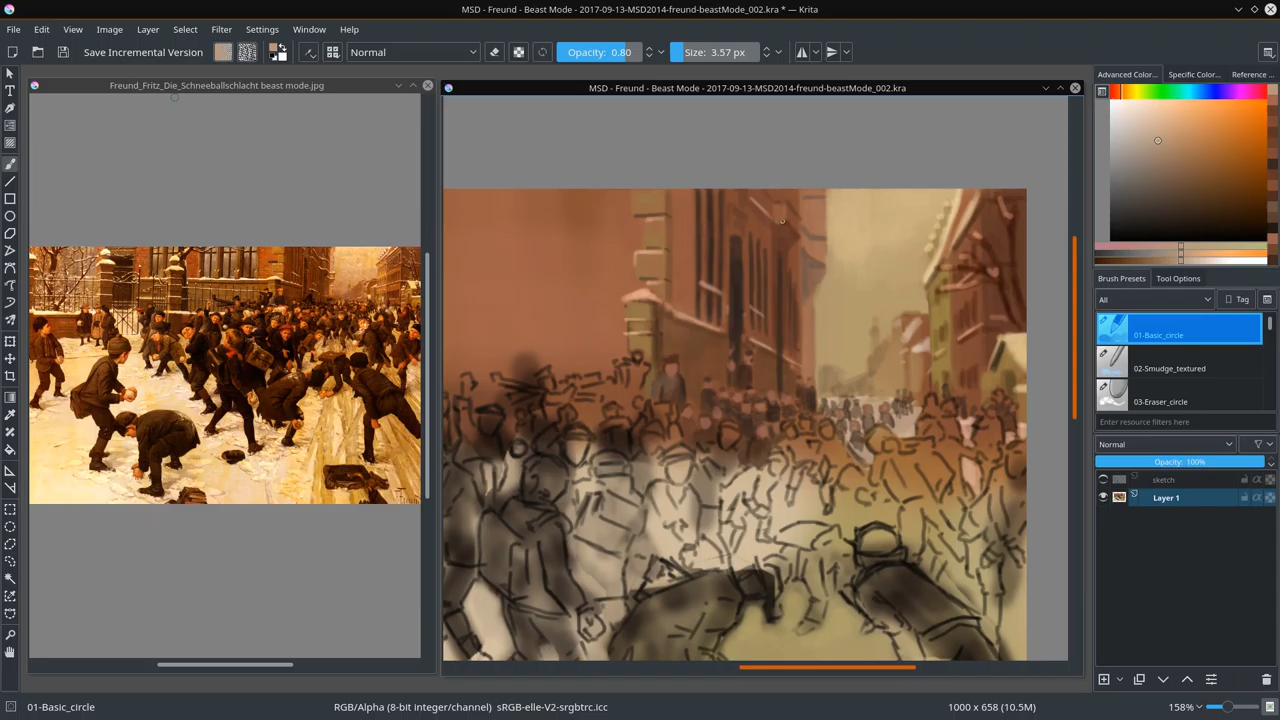 MSD - Freund - Beast Mode - 2017-09-13-MSD2014-freund-beastMode_002.kra * — Krita
File Edit View Image Layer Select Filter Settings Window Help
Save Incremental Version Normal Opacity: 0.80 Size: 3.57 px
Advanced Color... Specific Color... Reference ...
Freund_Fritz_Die_Schneeballschlacht beast mode.jpg
MSD - Freund - Beast Mode - 2017-09-13-MSD2014-freund-beastMode_002.kra
Brush Presets Tool Options
All Tag
01-Basic_circle
02-Smudge_textured
03-Eraser_circle
Enter resource filters here
Normal
Opacity: 100%
sketch
Layer 1
01-Basic_circle RGB/Alpha (8-bit integer/channel) sRGB-elle-V2-srgbtrc.icc 1000 x 658 (10.5M) 158%